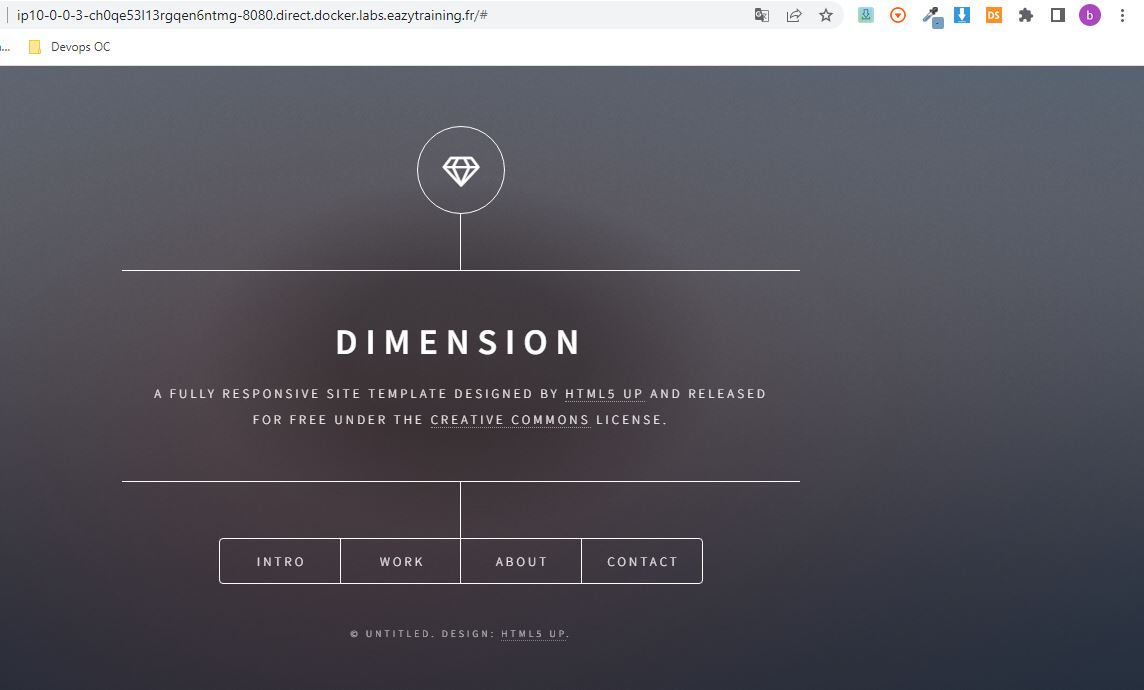 ip10-0-0-3-ch0qe53l13rgqen6ntmg-8080.direct.docker.labs.eazytraining.fr/#
Devops OC
DS
b
DIMENSION
A FULLY RESPONSIVE SITE TEMPLATE DESIGNED BY HTML5 UP AND RELEASED
FOR FREE UNDER THE CREATIVE COMMONS LICENSE.
INTRO WORK ABOUT CONTACT
© UNTITLED. DESIGN: HTML5 UP.